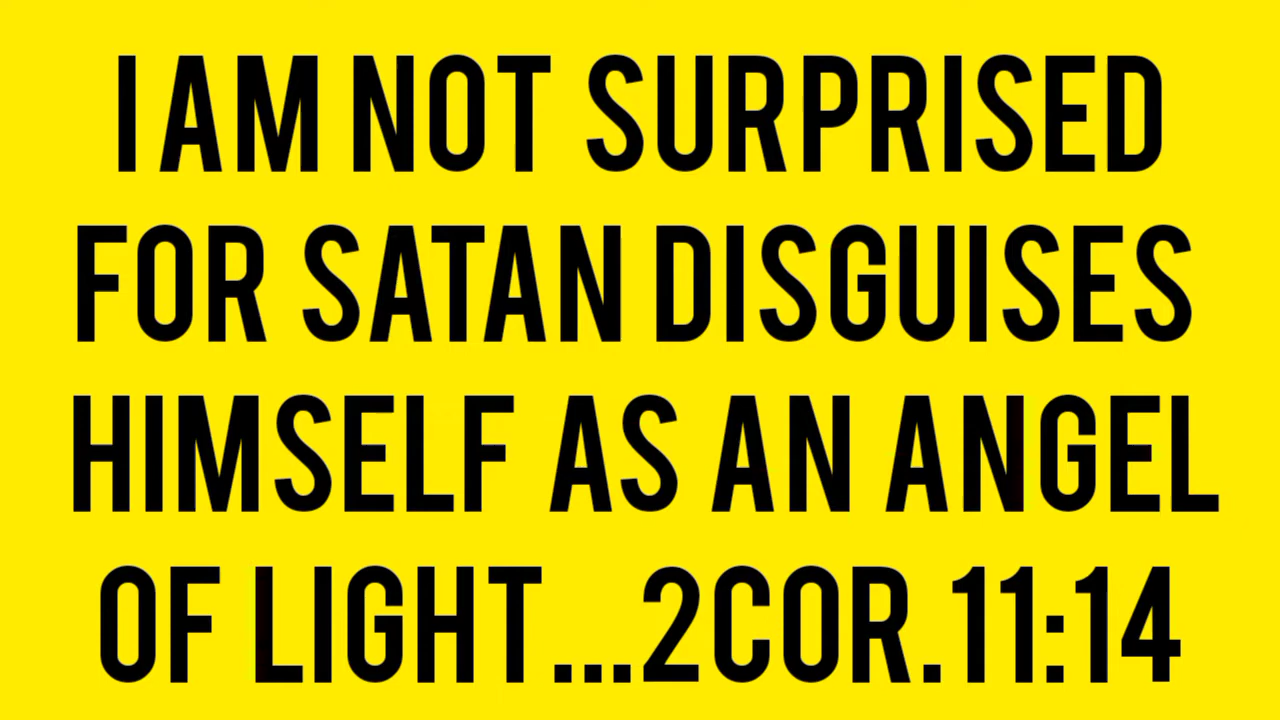 I AM NOT SURPRISED
FOR SATAN DISGUISES
HIMSELF AS AN ANGEL
OF LIGHT...2COR.11:14